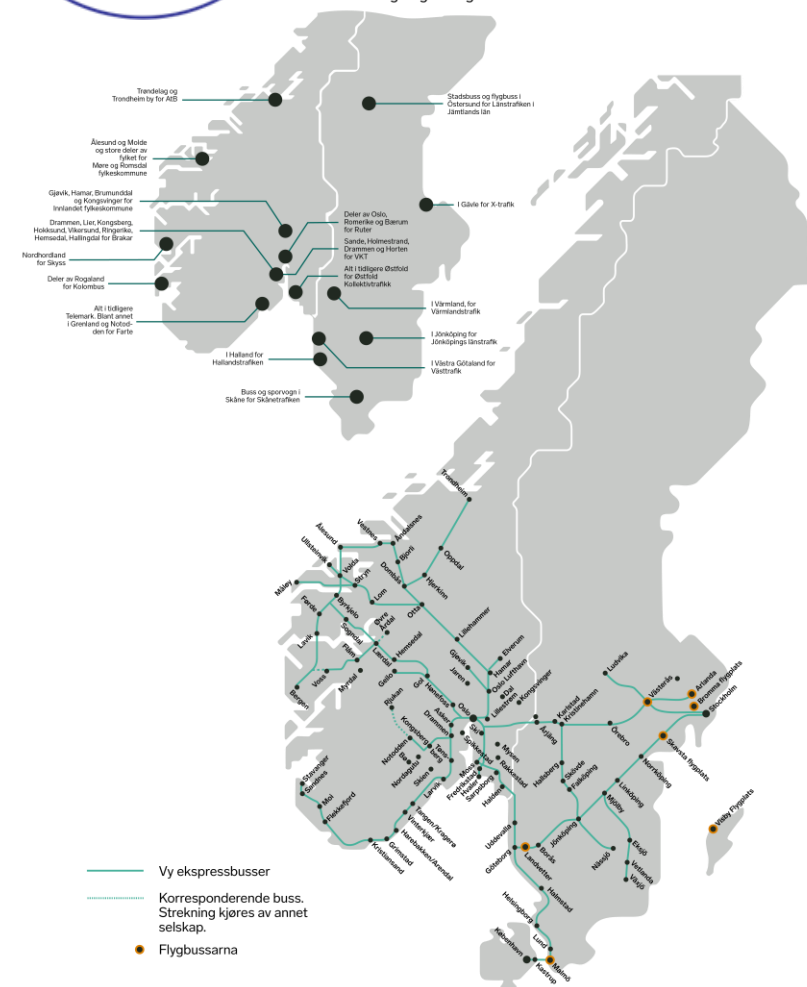 Trøndelag og
Trondheim by for AtB
Stadsbuss og flygbuss i
Östersund for Länstrafiken i
Jämtlands län
Ålesund og Molde
og store deler av
fylket for
Møre og Romsdal
fylkeskommune
Gjøvik, Hamar, Brumunddal
og Kongsvinger for
Innlandet fylkeskommune
I Gävle for X-trafik
Deler av Oslo,
Romerike og Bærum
for Ruter
Drammen, Lier, Kongsberg,
Hokksund, Vikersund, Ringerike,
Hemsedal, Hallingdal for Brakar
Sande, Holmestrand,
Drammen og Horten
for VKT
Nordhordland
for Skyss
Alt i tidligere Østfold
for Østfold
Kollektivtrafikk
Deler av Rogaland
for Kolombus
I Värmland, for
Värmlandstrafik
Alt i tidligere
Telemark. Blant annet
i Grenland og Notod-
den for Farte
I Jönköping for
Jönköpings länstrafik
I Halland for
Hallandstrafiken
I Västra Götaland for
Västtrafik
Buss og sporvogn i
Skåne for Skånetrafiken
Trondheim
Vestnes
Åndalsnes
Ålesund
Ullsteinvik
Bjorli
Oppdal
Volda
Stryn
Dombås
Hjerkinn
Måløy
Lom
Byrkjelo
Otta
Førde
Øvre
Årdal
Sogndal
Lillehammer
Lavik
Flåm
Lærdal
Hemsedal
Elverum
Gjøvik
Hamar
Ludvika
Voss
Myrdal
Geilo
Gol
Jaren
Oslo Lufthavn
Västerås
Arlanda
Bergen
Rjukan
Hønefoss
Dal
Kongsvinger
Bromma flygplats
Lillestrøm
Oslo
Stockholm
Asker
Ski
Karlstad
Kristinehamn
Drammen
Årjäng
Örebro
Kongsberg
Spikkestad
Mysen
Skavsta flygplats
Notodden
Bø
Tøns-
berg
Rakkestad
Nordagutu
Moss
Hallsberg
Skövde
Norrköping
Stavanger
Sandnes
Skien
Fredrikstad
Hvaler
Sarpsborg
Falköping
Linköping
Moi
Larvik
Halden
Mjölby
Flekkefjord
Tangen/Kragerø
Vinterkjær
Harebakken/Arendal
Grimstad
Kristiansand
Uddevalla
Jönköping
Visby Flygplats
Göteborg
Landvetter
Borås
Nässjö
Eksjö
Vetlanda
Växjö
Halmstad
Helsingborg
København
Lund
Kastrup
Malmö
Vy ekspressbusser
Korresponderende buss.
Strekning kjøres av annet
selskap.
Flygbussarna